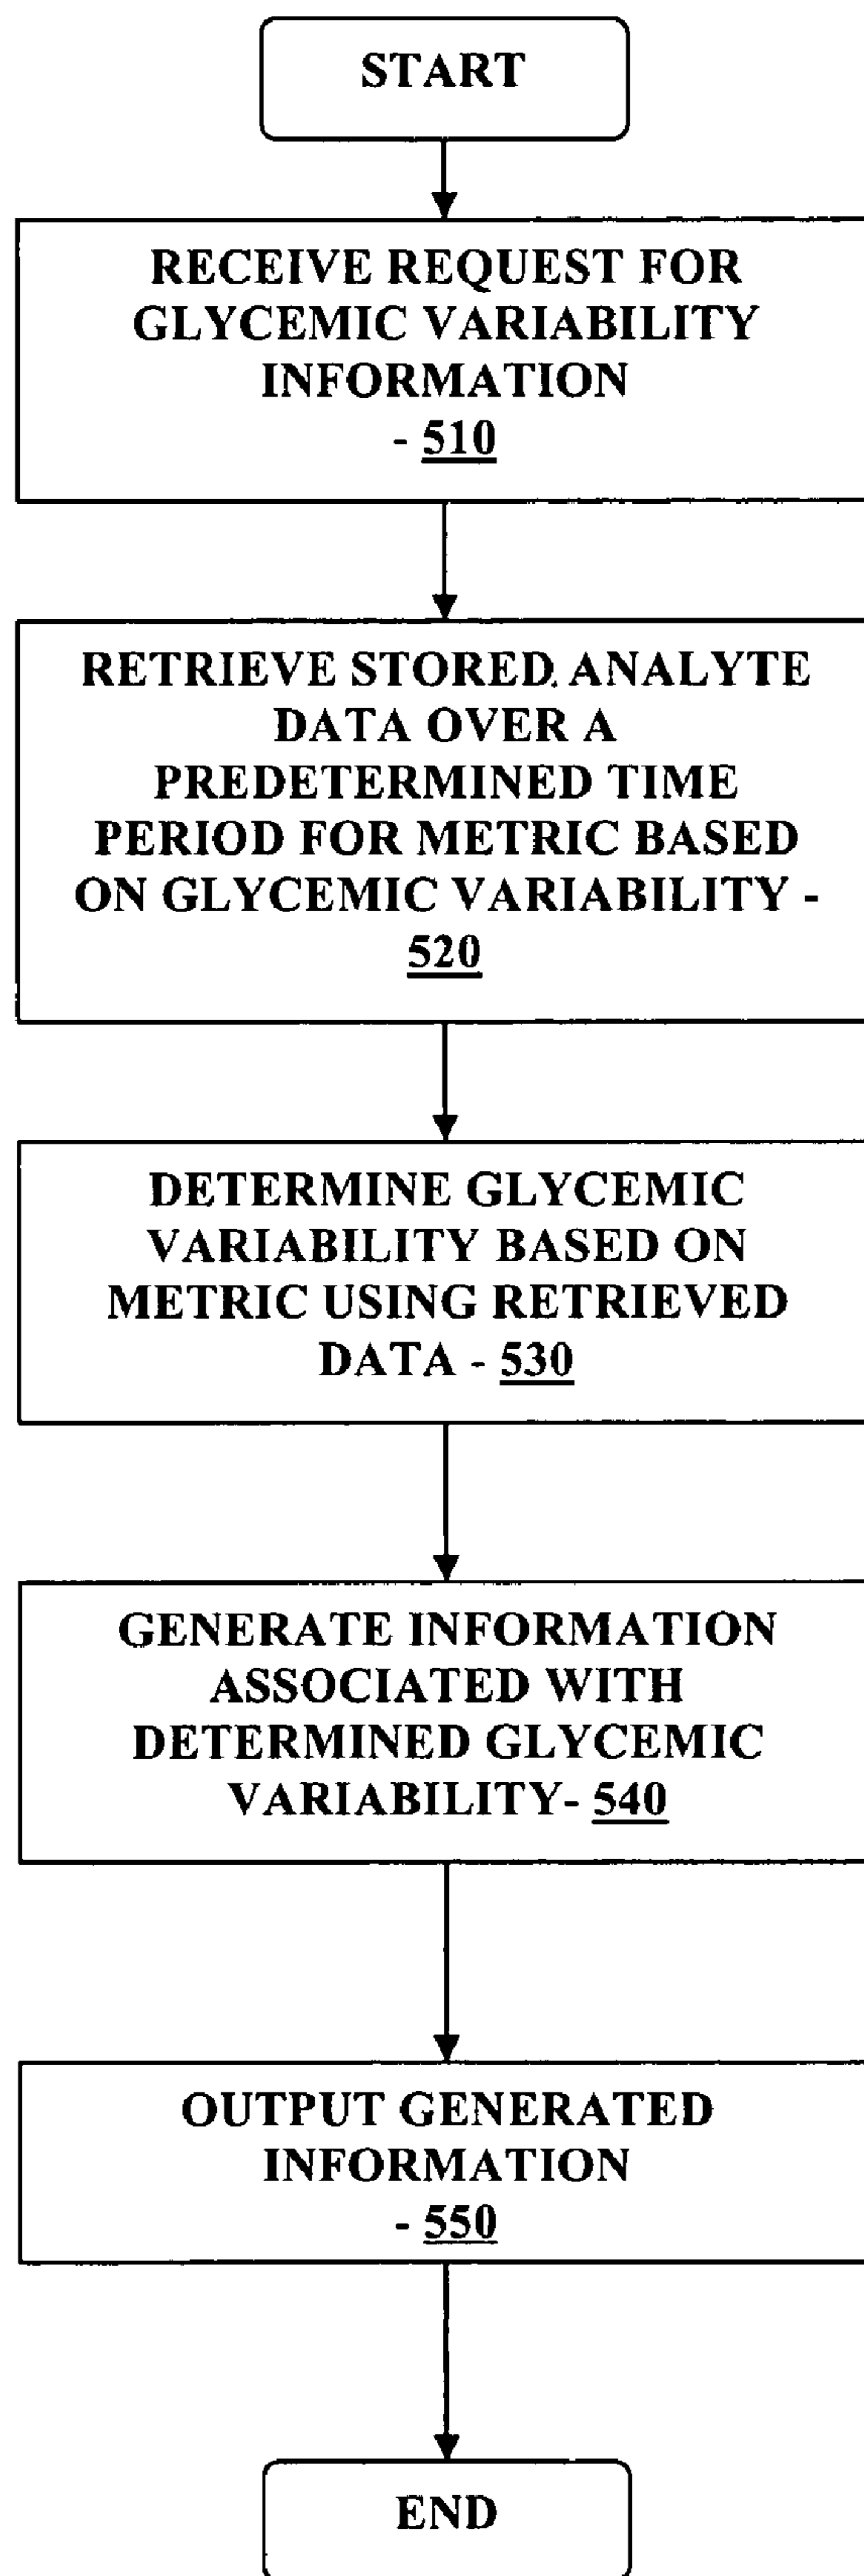 START
RECEIVE REQUEST FOR
GLYCEMIC VARIABILITY
INFORMATION
- 510
RETRIEVE STORED ANALYTE
DATA OVER A
PREDETERMINED TIME
PERIOD FOR METRIC BASED
ON GLYCEMIC VARIABILITY -
520
DETERMINE GLYCEMIC
VARIABILITY BASED ON
METRIC USING RETRIEVED
DATA - 530
GENERATE INFORMATION
ASSOCIATED WITH
DETERMINED GLYCEMIC
VARIABILITY- 540
OUTPUT GENERATED
INFORMATION
- 550
END